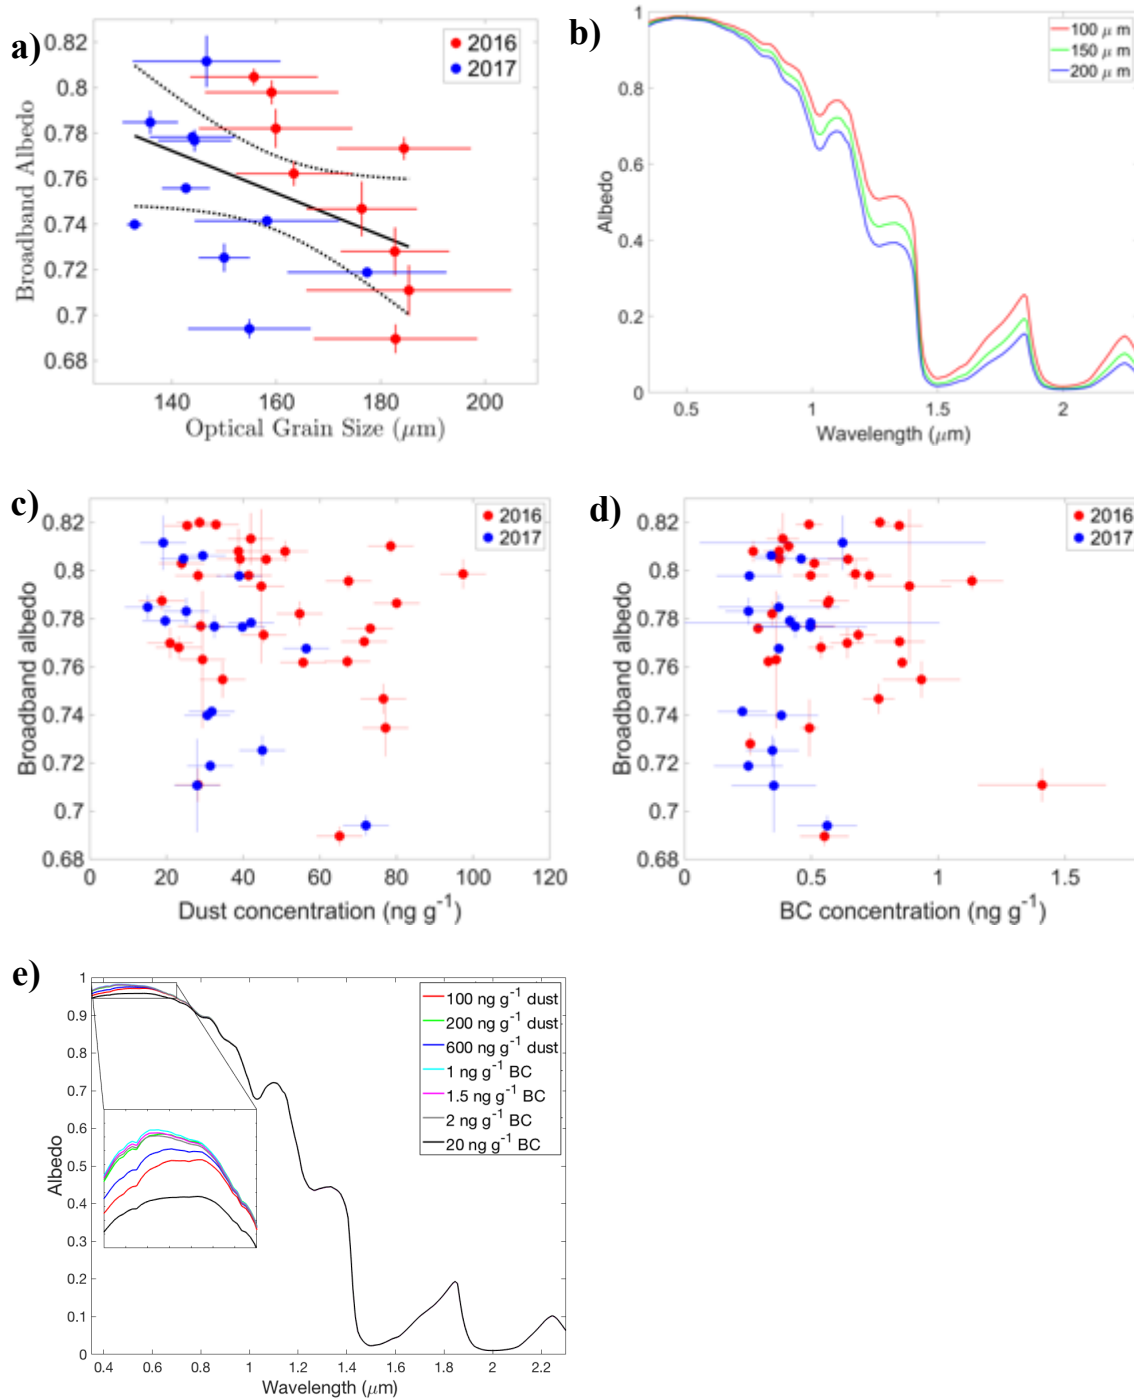 a)
0.82
0.8
0.78
0.76
0.74
0.72
0.7
0.68
Broadband Albedo
2016
2017
140 160 180 200
Optical Grain Size (μm)
b)
1
0.8
0.6
0.4
0.2
0
Albedo
100 μ m
150 μ m
200 μ m
0.5 1 1.5 2
Wavelength (μm)
c)
0.82
0.8
0.78
0.76
0.74
0.72
0.7
0.68
Broadband albedo
2016
2017
0 20 40 60 80 100 120
Dust concentration (ng g⁻¹)
d)
0.82
0.8
0.78
0.76
0.74
0.72
0.7
0.68
Broadband albedo
2016
2017
0 0.5 1 1.5
BC concentration (ng g⁻¹)
e)
1
0.9
0.8
0.7
0.6
0.5
0.4
0.3
0.2
0.1
0
Albedo
100 ng g⁻¹ dust
200 ng g⁻¹ dust
600 ng g⁻¹ dust
1 ng g⁻¹ BC
1.5 ng g⁻¹ BC
2 ng g⁻¹ BC
20 ng g⁻¹ BC
0.4 0.6 0.8 1 1.2 1.4 1.6 1.8 2 2.2
Wavelength (μm)